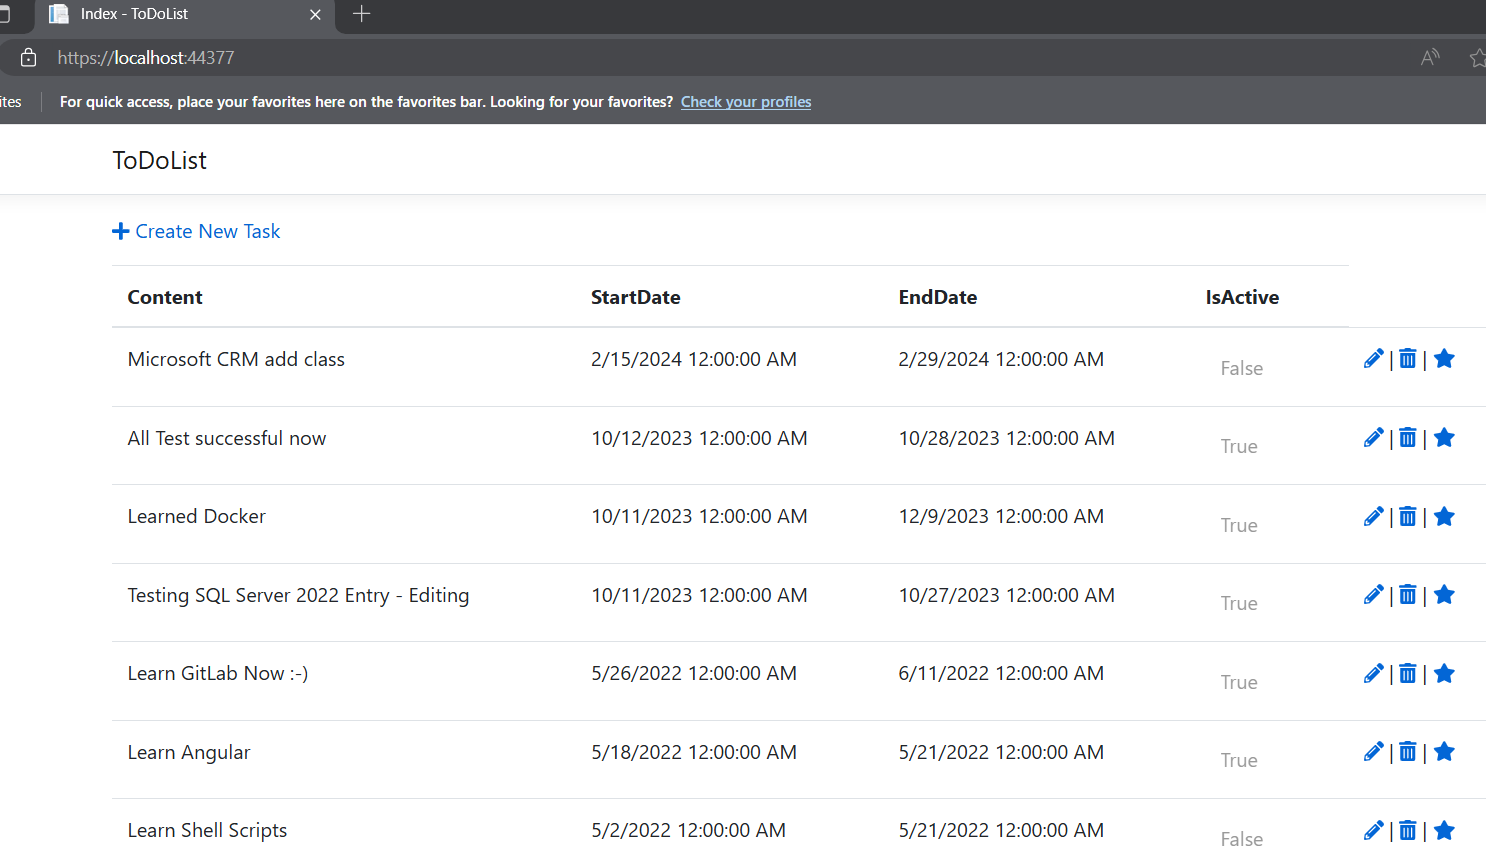 Index - ToDoList
https://localhost:44377
ites For quick access, place your favorites here on the favorites bar. Looking for your favorites? Check your profiles
ToDoList
Create New Task
Content StartDate EndDate IsActive
Microsoft CRM add class 2/15/2024 12:00:00 AM 2/29/2024 12:00:00 AM False | |
All Test successful now 10/12/2023 12:00:00 AM 10/28/2023 12:00:00 AM True | |
Learned Docker 10/11/2023 12:00:00 AM 12/9/2023 12:00:00 AM True | |
Testing SQL Server 2022 Entry - Editing 10/11/2023 12:00:00 AM 10/27/2023 12:00:00 AM True | |
Learn GitLab Now :-) 5/26/2022 12:00:00 AM 6/11/2022 12:00:00 AM True | |
Learn Angular 5/18/2022 12:00:00 AM 5/21/2022 12:00:00 AM True | |
Learn Shell Scripts 5/2/2022 12:00:00 AM 5/21/2022 12:00:00 AM False | |